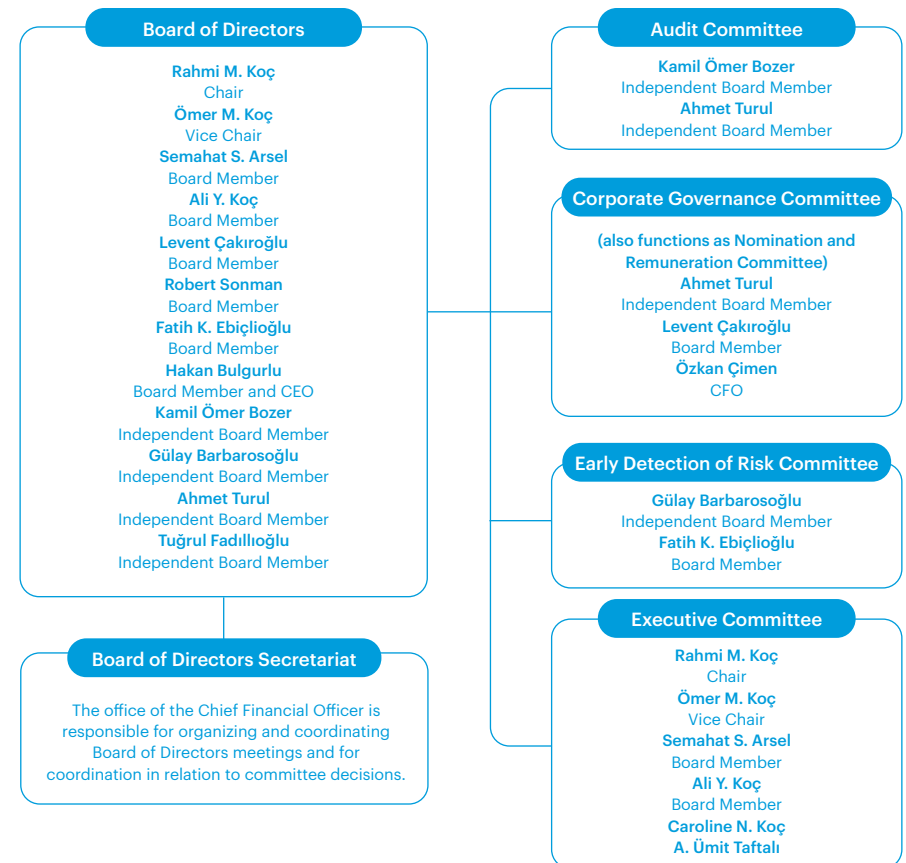 Board of Directors
Rahmi M. Koç
Chair
Ömer M. Koç
Vice Chair
Semahat S. Arsel
Board Member
Ali Y. Koç
Board Member
Levent Çakıroğlu
Board Member
Robert Sonman
Board Member
Fatih K. Ebiçlioğlu
Board Member
Hakan Bulgurlu
Board Member and CEO
Kamil Ömer Bozer
Independent Board Member
Gülay Barbarosoğlu
Independent Board Member
Ahmet Turul
Independent Board Member
Tuğrul Fadıllıoğlu
Independent Board Member
Board of Directors Secretariat
The office of the Chief Financial Officer is
responsible for organizing and coordinating
Board of Directors meetings and for
coordination in relation to committee decisions.
Audit Committee
Kamil Ömer Bozer
Independent Board Member
Ahmet Turul
Independent Board Member
Corporate Governance Committee
(also functions as Nomination and
Remuneration Committee)
Ahmet Turul
Independent Board Member
Levent Çakıroğlu
Board Member
Özkan Çimen
CFO
Early Detection of Risk Committee
Gülay Barbarosoğlu
Independent Board Member
Fatih K. Ebiçlioğlu
Board Member
Executive Committee
Rahmi M. Koç
Chair
Ömer M. Koç
Vice Chair
Semahat S. Arsel
Board Member
Ali Y. Koç
Board Member
Caroline N. Koç
A. Ümit Taftalı